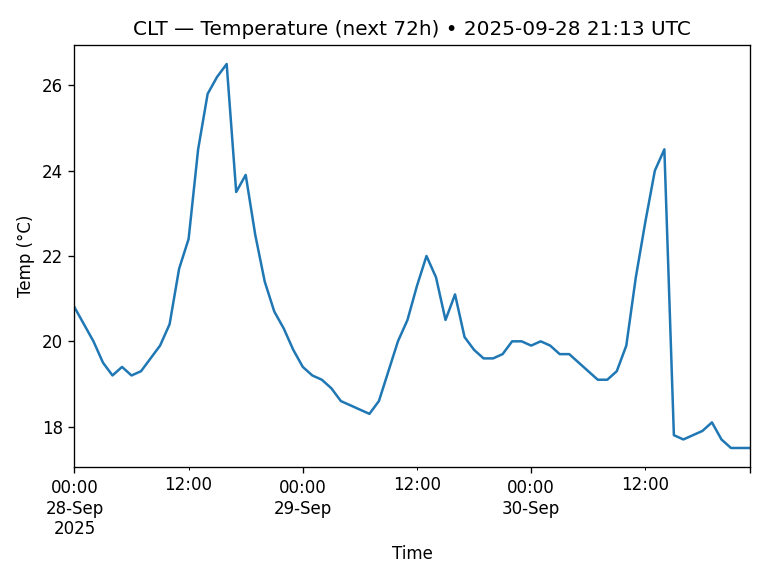 CLT — Temperature (next 72h) • 2025-09-28 21:13 UTC
Temp (°C)
26
24
22
20
18
00:00 12:00 00:00 12:00 00:00 12:00
28-Sep 29-Sep 30-Sep
2025
Time